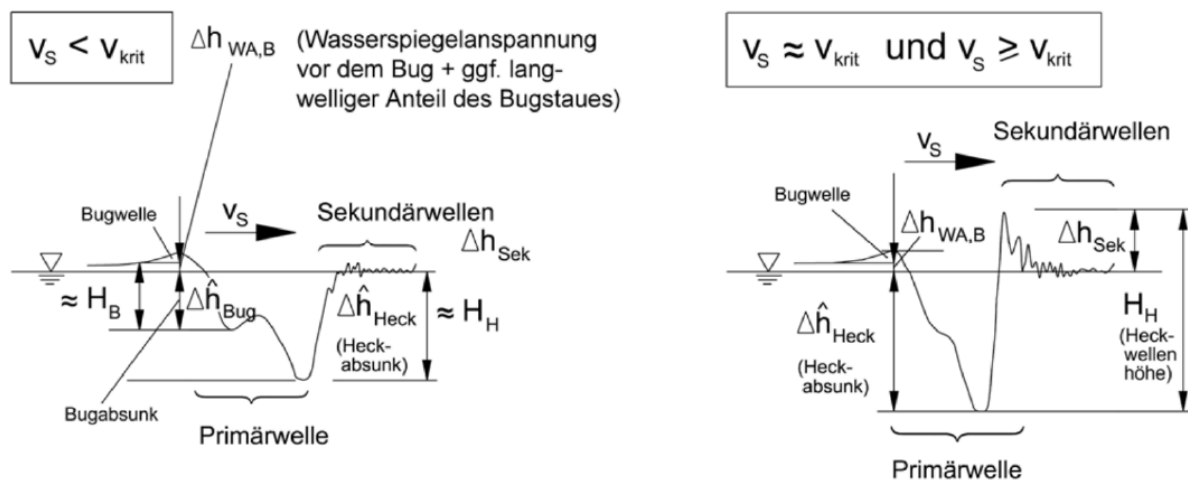 v_S < v_krit
Δh_WA,B
(Wasserspiegelanspannung
vor dem Bug + ggf. lang-
welliger Anteil des Bugstaues)
Bugwelle
v_S
Sekundärwellen
Δh_Sek
≈ H_B
Δĥ_Bug
Δĥ_Heck
(Heck-
absunk)
≈ H_H
Bugabsunk
Primärwelle
v_S ≈ v_krit und v_S ≥ v_krit
Sekundärwellen
v_S
Bugwelle
Δh_WA,B
Δh_Sek
Δĥ_Heck
(Heck-
absunk)
H_H
(Heck-
wellen
höhe)
Primärwelle